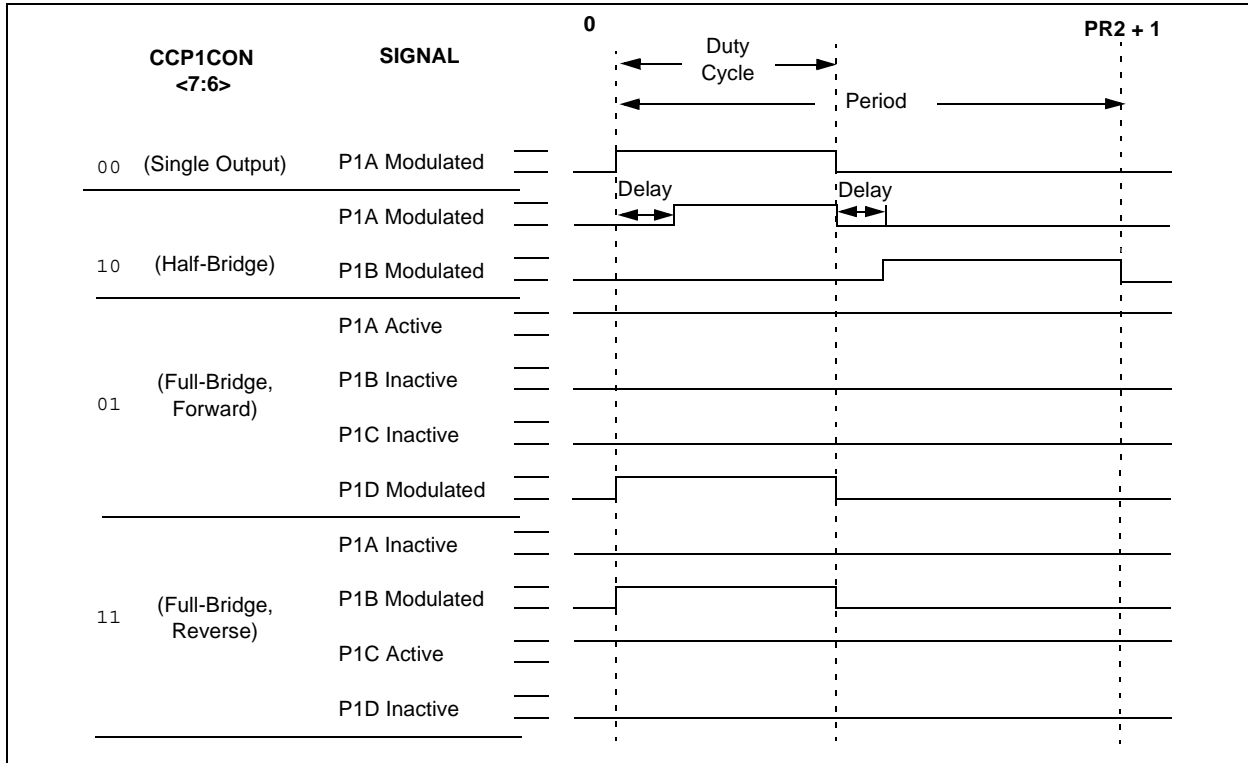 0
PR2 + 1
CCP1CON
<7:6>
SIGNAL
Duty
Cycle
Period
00 (Single Output) P1A Modulated
Delay
Delay
P1A Modulated
10 (Half-Bridge)
P1B Modulated
P1A Active
01 (Full-Bridge,
Forward)
P1B Inactive
P1C Inactive
P1D Modulated
P1A Inactive
11 (Full-Bridge,
Reverse)
P1B Modulated
P1C Active
P1D Inactive